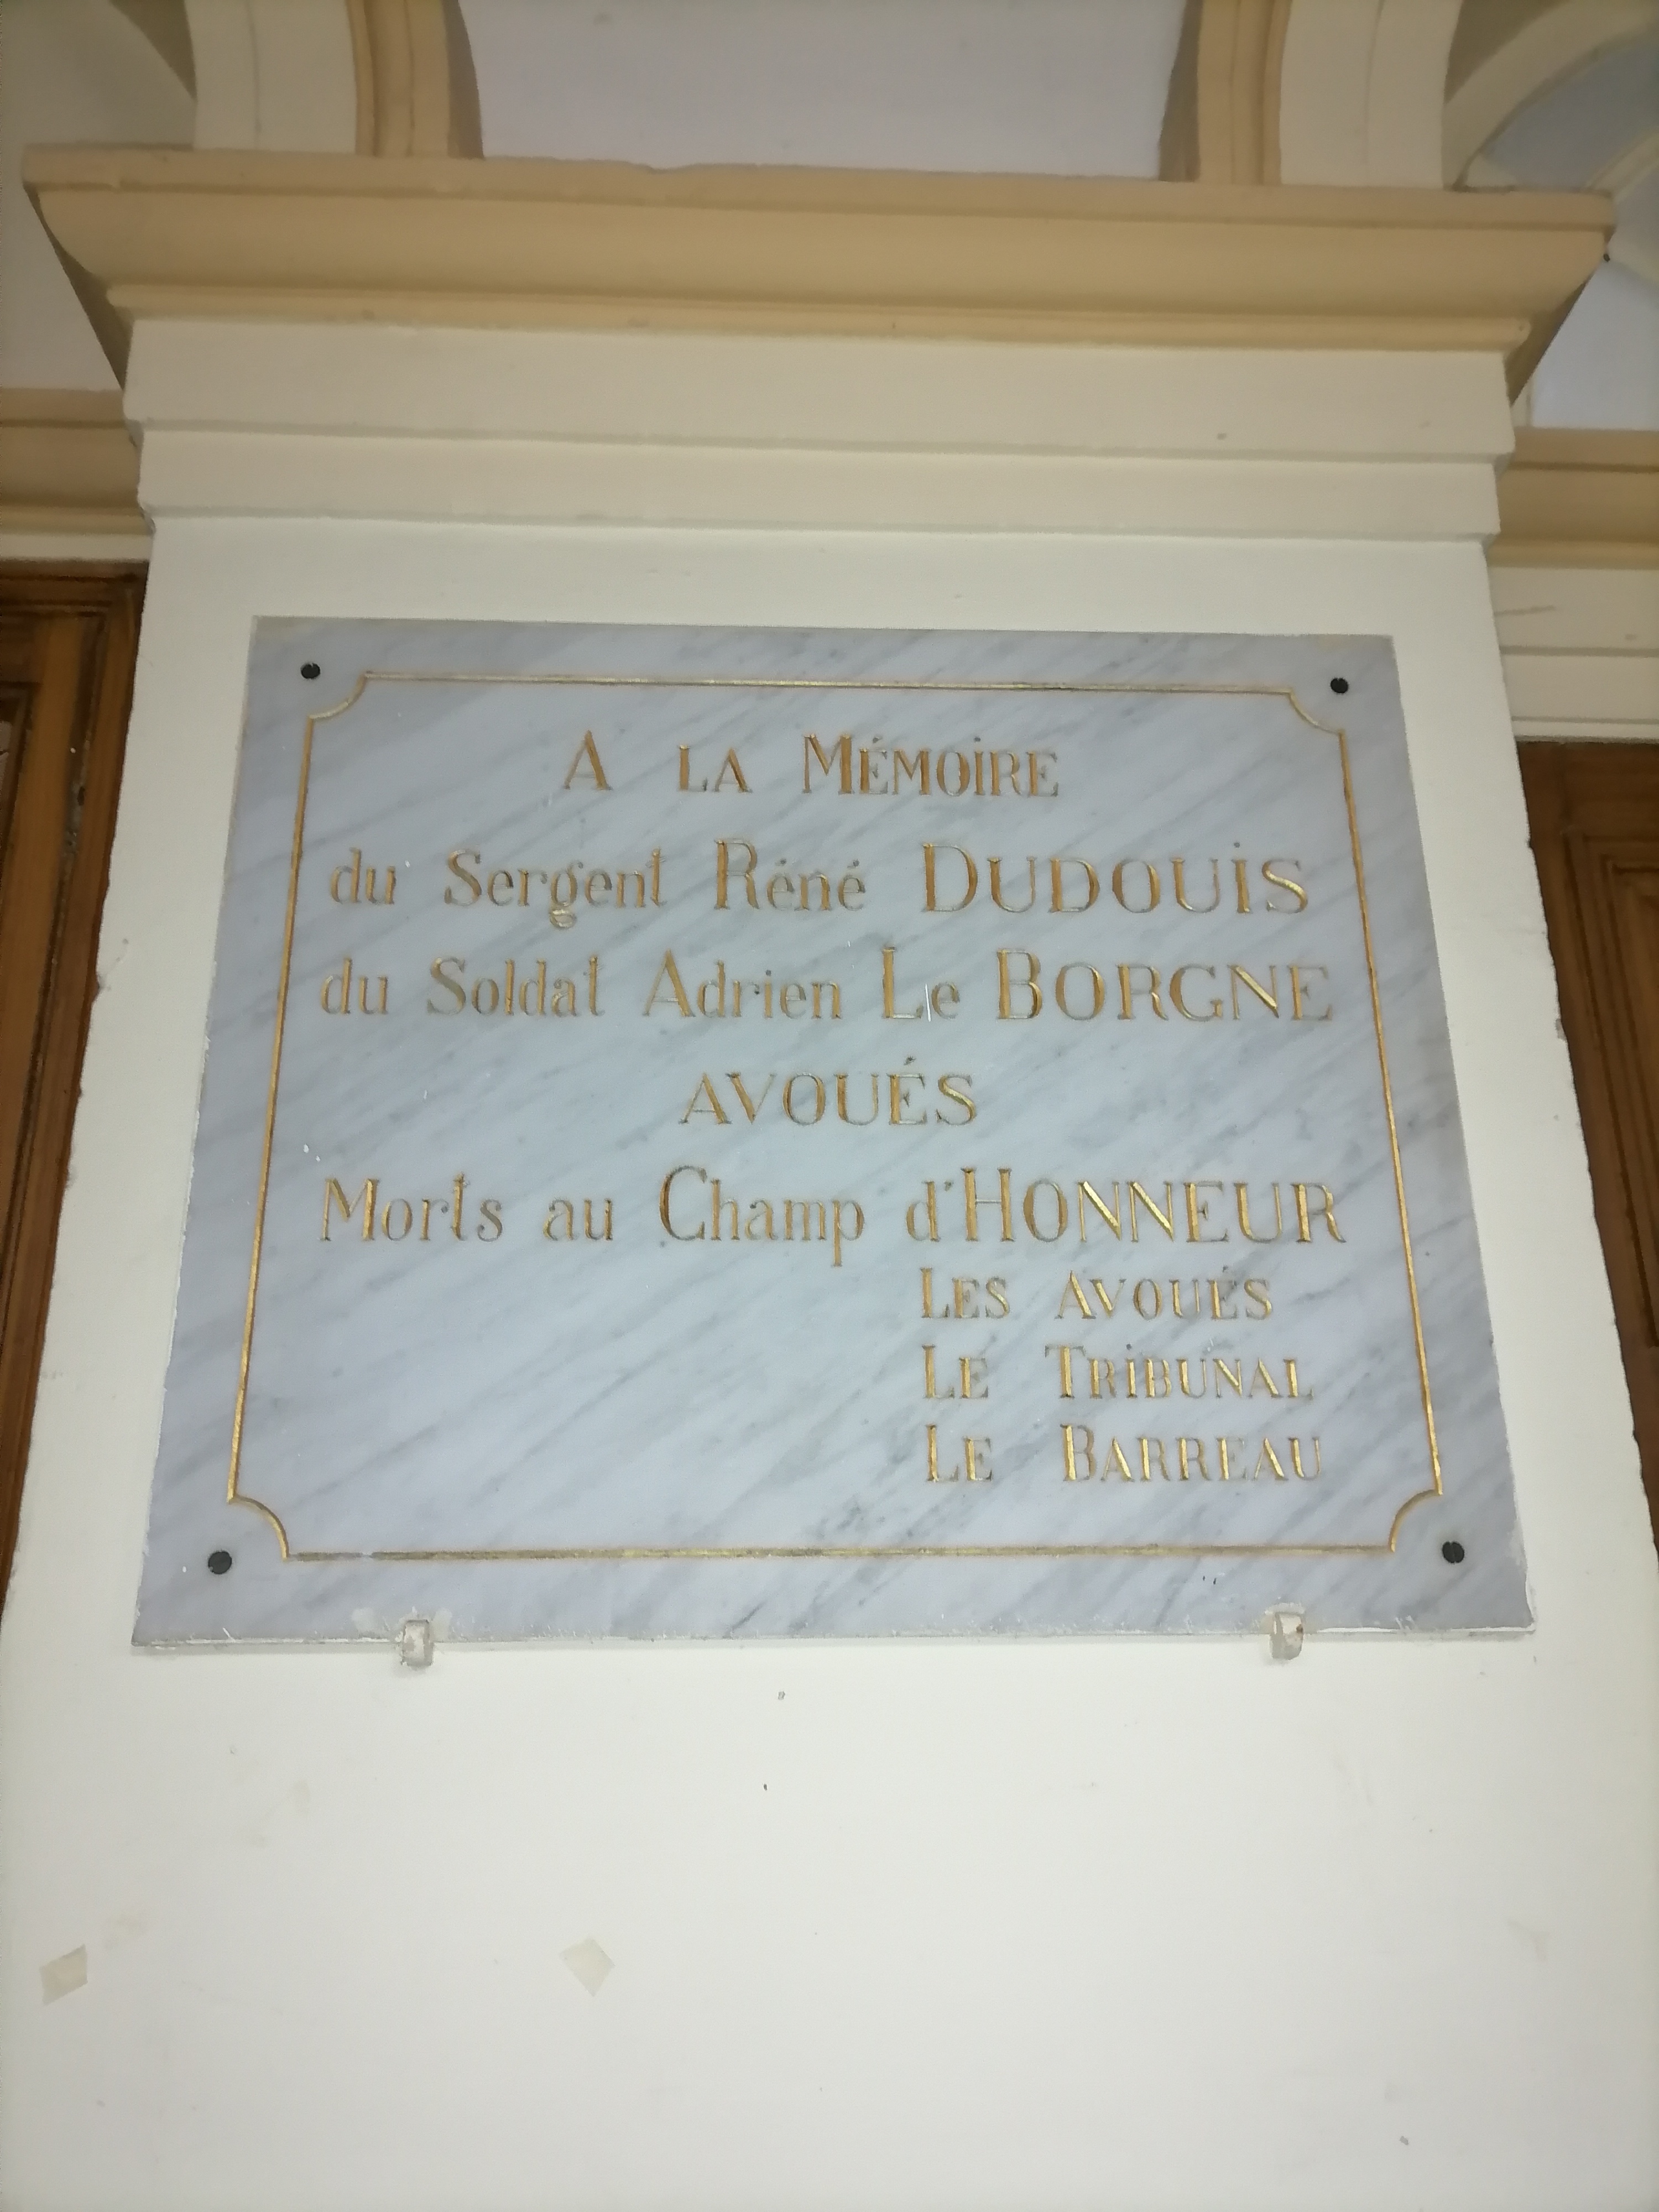 A LA MÉMOIRE
du Sergent Réné DUDOUIS
du Soldat Adrien Le BORGNE
AVOUÉS
Morts au Champ d'HONNEUR
LES AVOUÉS
LE TRIBUNAL
LE BARREAU